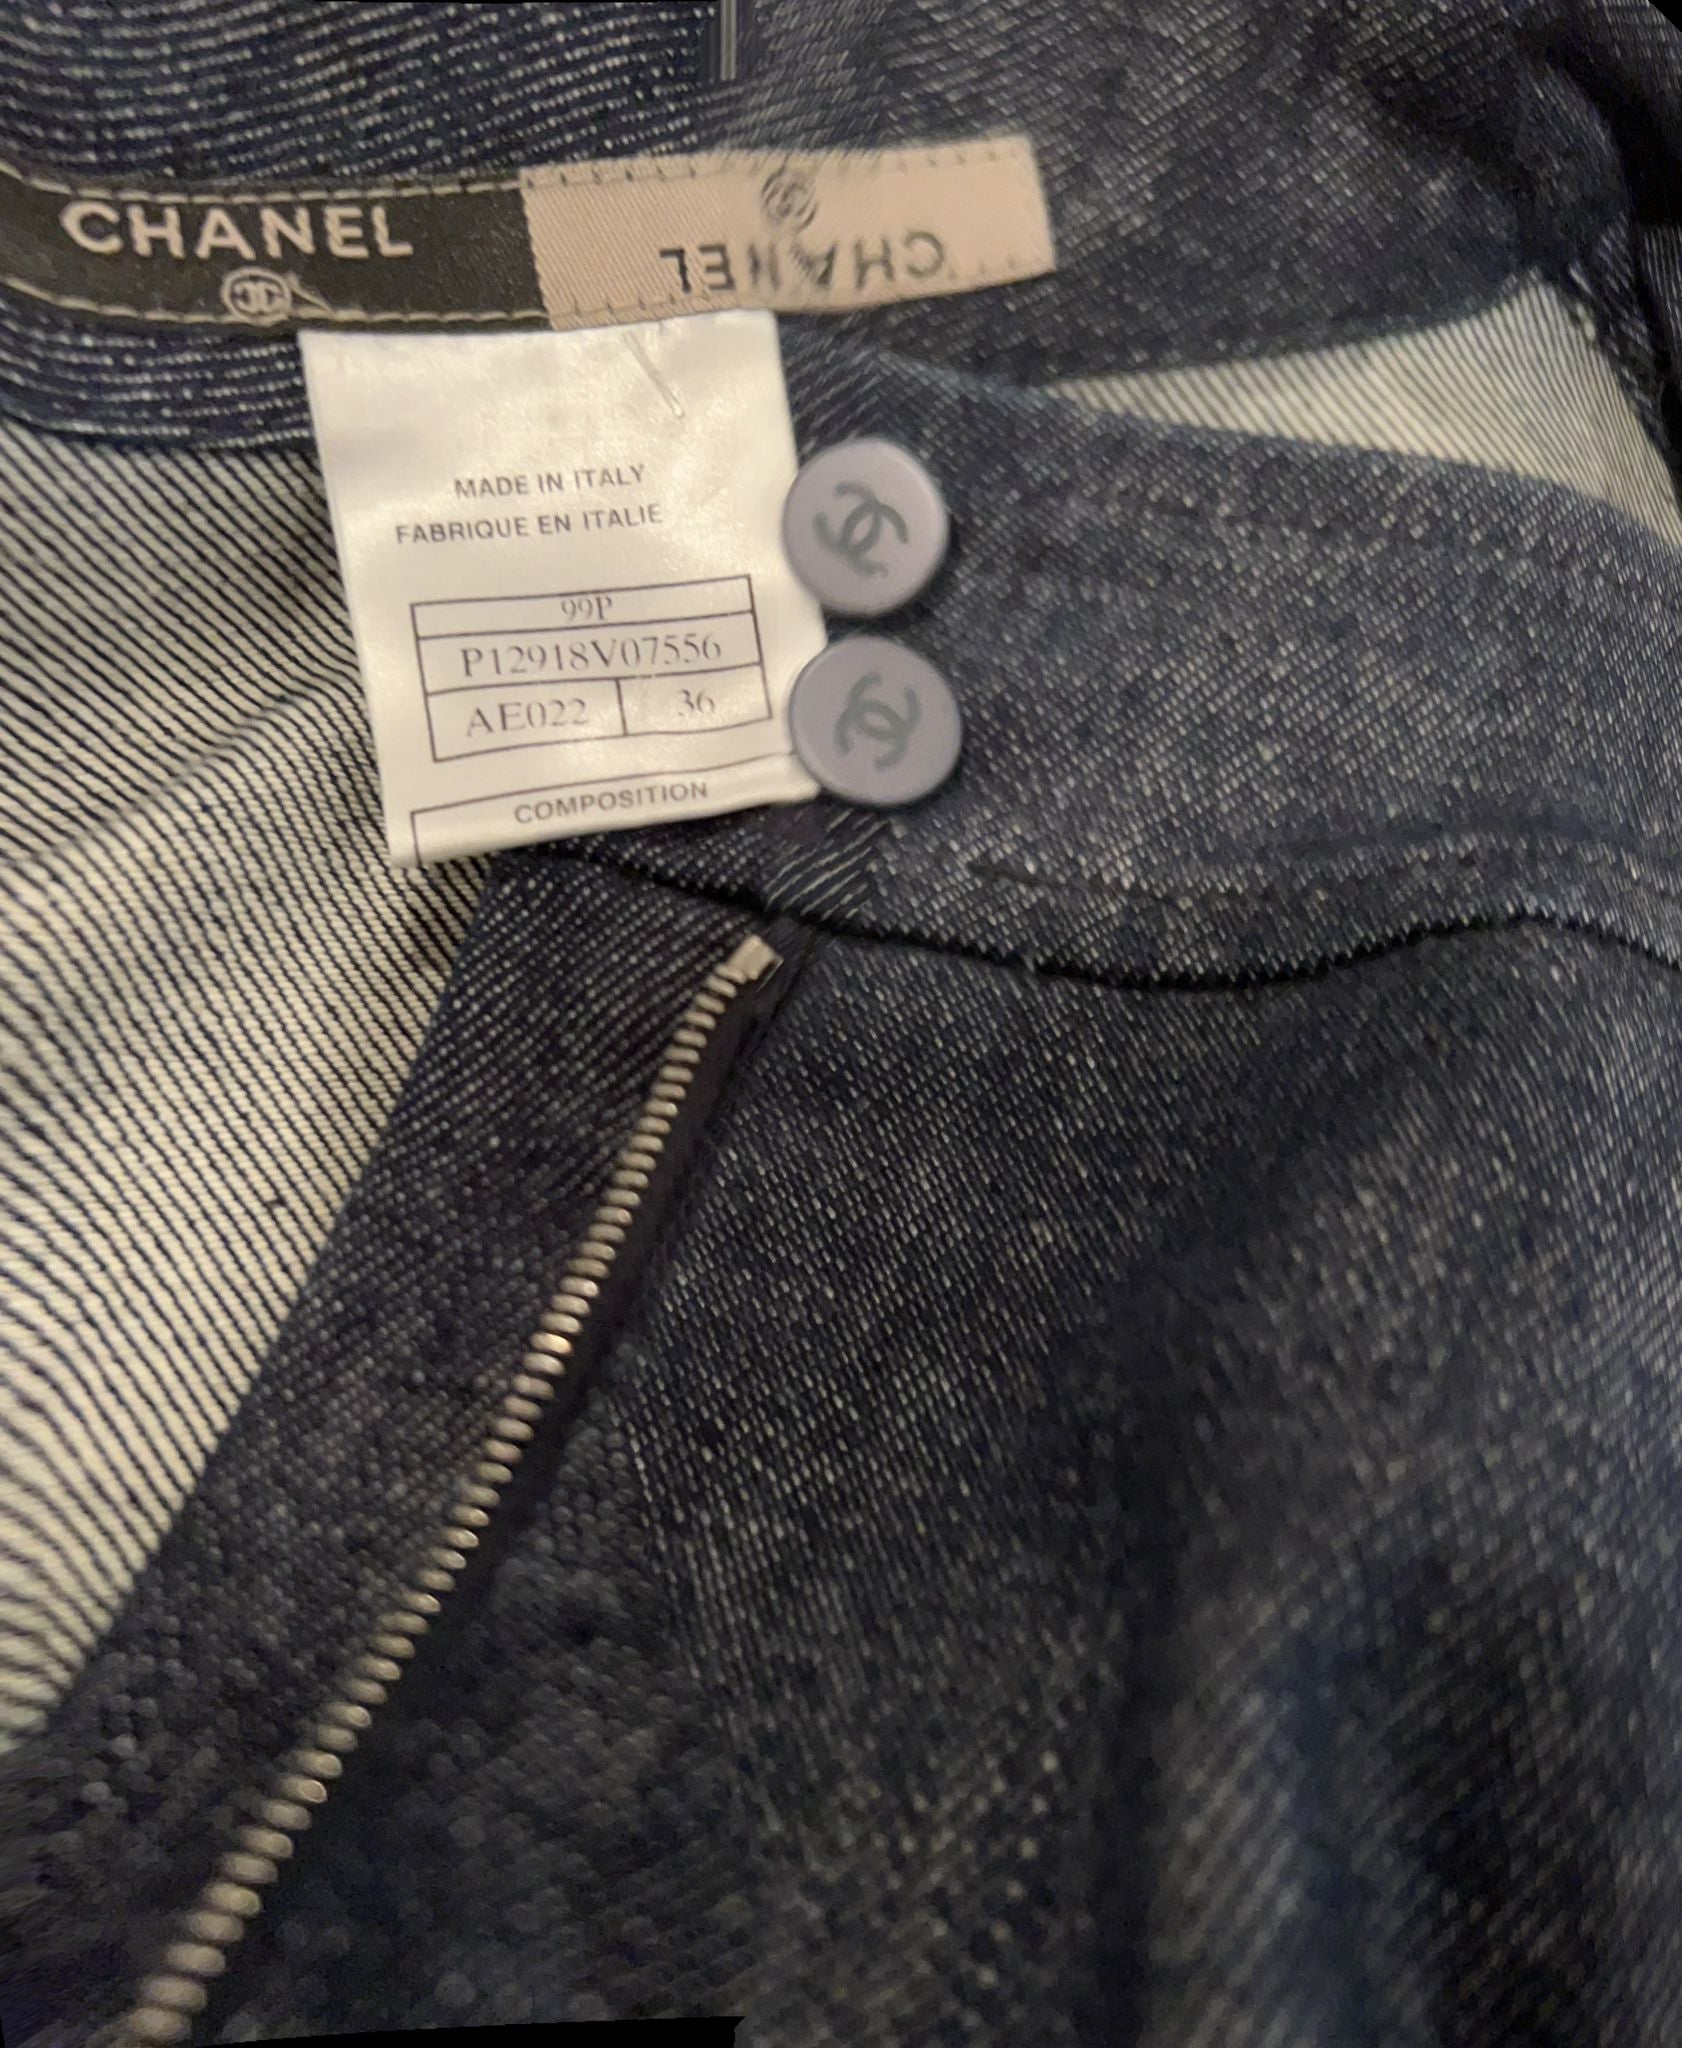 CHANEL
CHANEL
MADE IN ITALY
FABRIQUE EN ITALIE
99P
P12918V07556
AE022 36
COMPOSITION